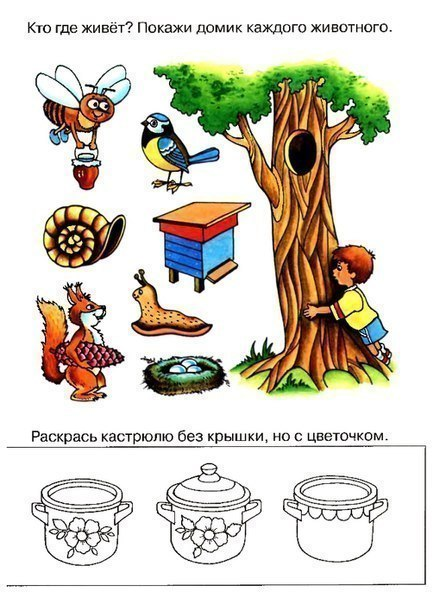 Кто где живёт? Покажи домик каждого животного.
Раскрась кастрюлю без крышки, но с цветочком.